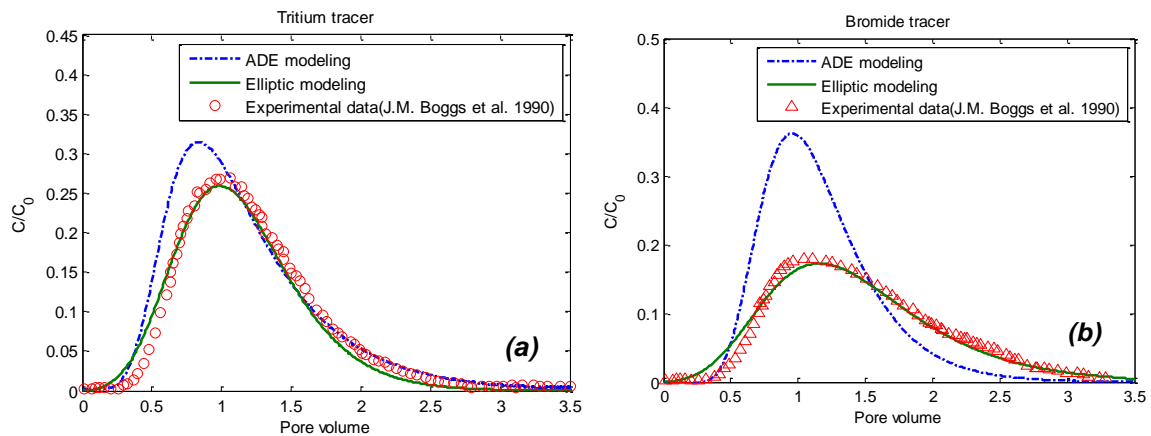 Tritium tracer
0.45
0.4
0.35
0.3
0.25
0.2
0.15
0.1
0.05
0
C/C0
ADE modeling
Elliptic modeling
Experimental data(J.M. Boggs et al. 1990)
(a)
0 0.5 1 1.5 2 2.5 3 3.5
Pore volume
Bromide tracer
0.5
0.4
0.3
0.2
0.1
0
C/C0
ADE modeling
Elliptic modeling
Experimental data(J.M. Boggs et al. 1990)
(b)
0 0.5 1 1.5 2 2.5 3 3.5
Pore volume